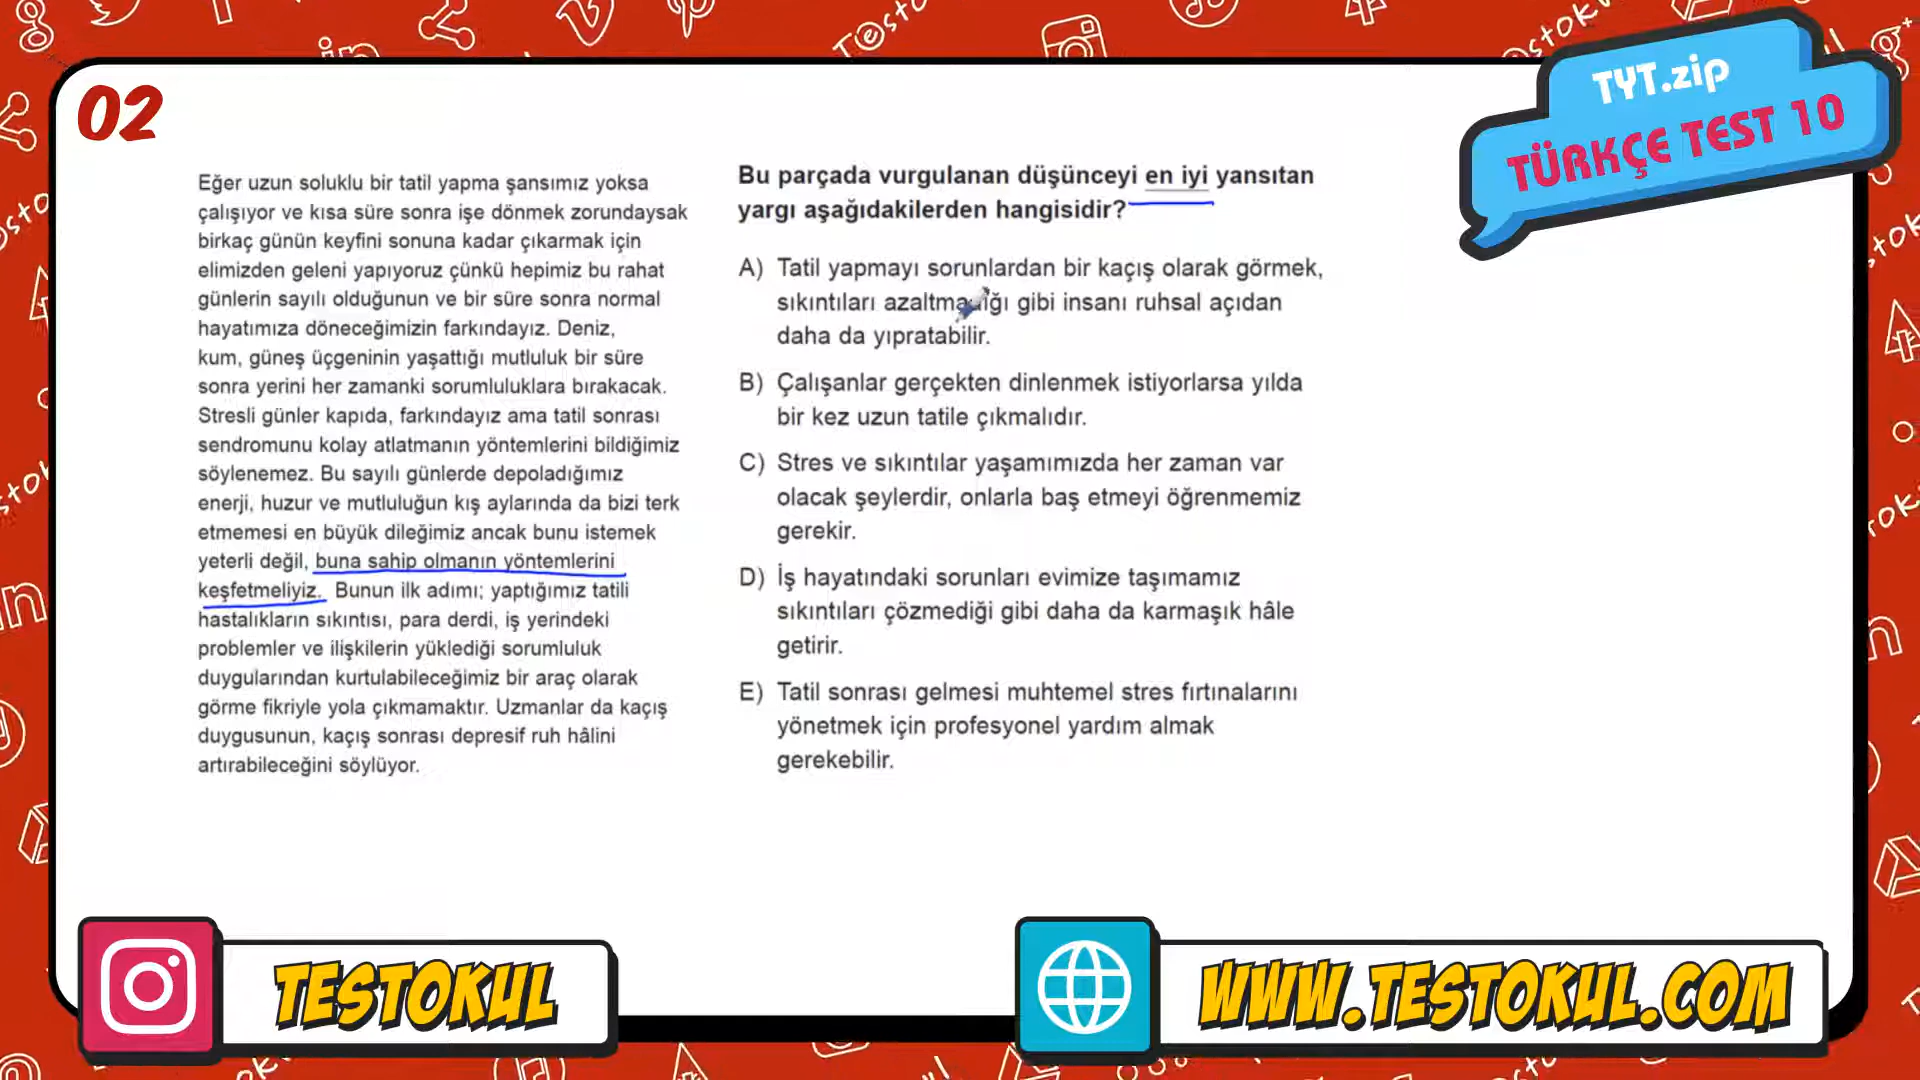 02
TYT.zip
TÜRKÇE TEST 10
Eğer uzun soluklu bir tatil yapma şansımız yoksa
çalışıyor ve kısa süre sonra işe dönmek zorundaysak
birkaç günün keyfini sonuna kadar çıkarmak için
elimizden geleni yapıyoruz çünkü hepimiz bu rahat
günlerin sayılı olduğunun ve bir süre sonra normal
hayatımıza döneceğimizin farkındayız. Deniz,
kum, güneş üçgeninin yaşattığı mutluluk bir süre
sonra yerini her zamanki sorumluluklara bırakacak.
Stresli günler kapıda, farkındayız ama tatil sonrası
sendromunu kolay atlatmanın yöntemlerini bildiğimiz
söylenemez. Bu sayılı günlerde depoladığımız
enerji, huzur ve mutluluğun kış aylarında da bizi terk
etmemesi en büyük dileğimiz ancak bunu istemek
yeterli değil, buna sahip olmanın yöntemlerini
keşfetmeliyiz. Bunun ilk adımı; yaptığımız tatili
hastalıkların sıkıntısı, para derdi, iş yerindeki
problemler ve ilişkilerin yüklediği sorumluluk
duygularından kurtulabileceğimiz bir araç olarak
görme fikriyle yola çıkmamaktır. Uzmanlar da kaçış
duygusunun, kaçış sonrası depresif ruh hâlini
artırabileceğini söylüyor.
Bu parçada vurgulanan düşünceyi en iyi yansıtan
yargı aşağıdakilerden hangisidir?
A) Tatil yapmayı sorunlardan bir kaçış olarak görmek,
sıkıntıları azaltmadığı gibi insanı ruhsal açıdan
daha da yıpratabilir.
B) Çalışanlar gerçekten dinlenmek istiyorlarsa yılda
bir kez uzun tatile çıkmalıdır.
C) Stres ve sıkıntılar yaşamımızda her zaman var
olacak şeylerdir, onlarla baş etmeyi öğrenmemiz
gerekir.
D) İş hayatındaki sorunları evimize taşımamız
sıkıntıları çözmediği gibi daha da karmaşık hâle
getirir.
E) Tatil sonrası gelmesi muhtemel stres fırtınalarını
yönetmek için profesyonel yardım almak
gerekebilir.
TESTOKUL
WWW.TESTOKUL.COM